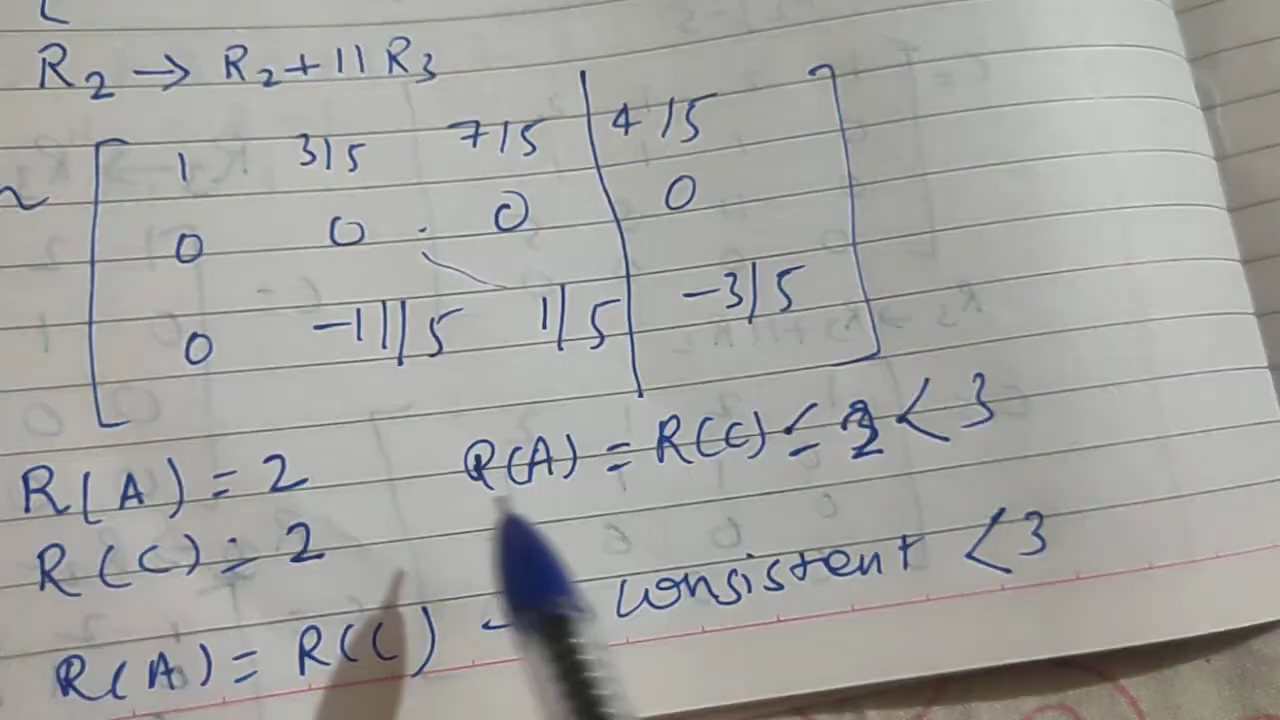 R2 → R2 + 11 R3
~ [ 1 3/5 7/5 | 4/5 ]
0 0 0 | 0
0 -11/5 1/5 | -3/5
R(A) = 2 R(A) = R(C) = 2 < 3
R(C) = 2
R(A) = R(C) - consistent < 3